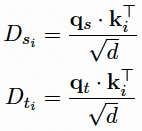 $D_{s_i} = \frac{\mathbf{q}_s \cdot \mathbf{k}_i^\top}{\sqrt{d}}$
$D_{t_i} = \frac{\mathbf{q}_t \cdot \mathbf{k}_i^\top}{\sqrt{d}}$